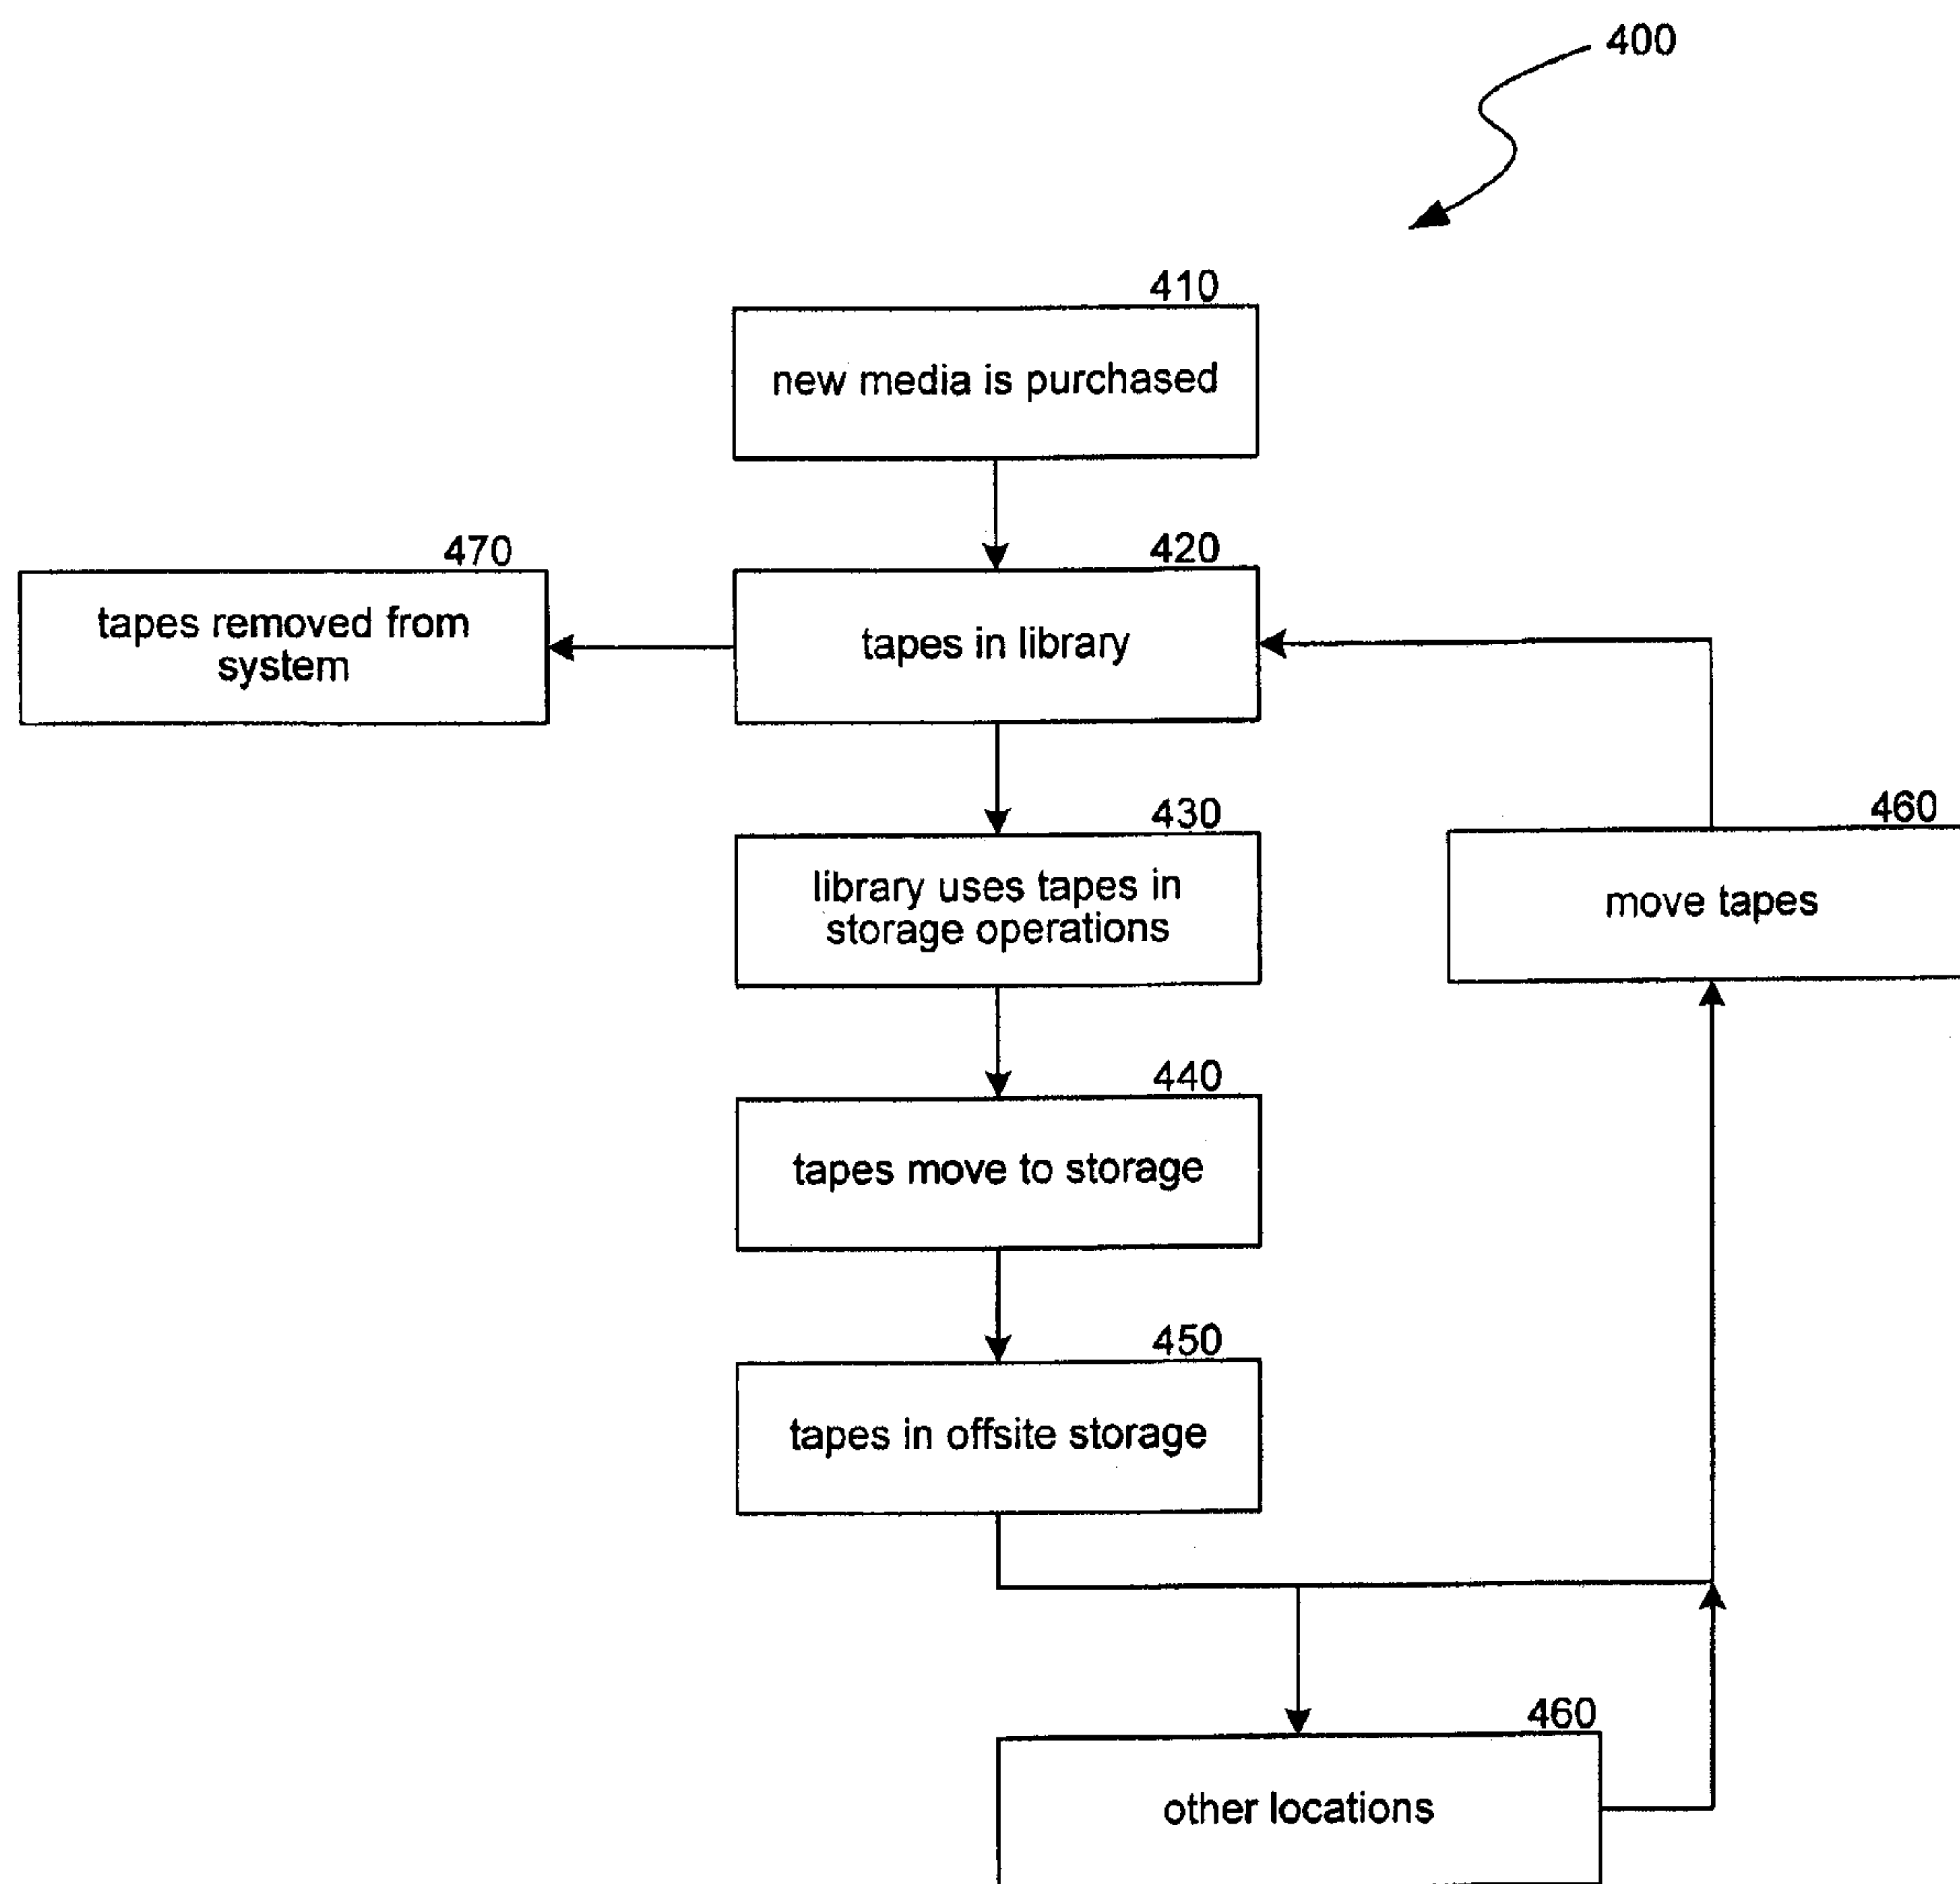 400
410
new media is purchased
470
tapes removed from
system
420
tapes in library
430
library uses tapes in
storage operations
460
move tapes
440
tapes move to storage
450
tapes in offsite storage
460
other locations